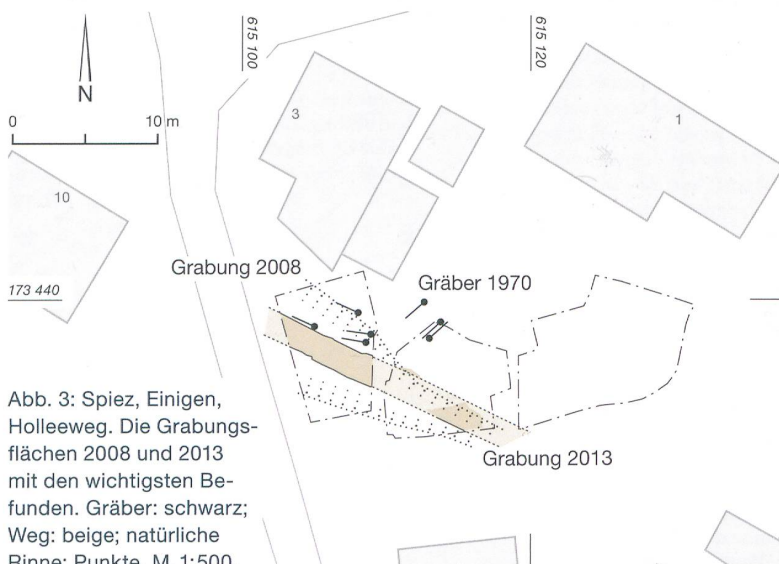 615 100
615 120
N
0 10 m
3
1
10
Grabung 2008
Gräber 1970
173 440
Grabung 2013
Abb. 3: Spiez, Einigen,
Holleeweg. Die Grabungs-
flächen 2008 und 2013
mit den wichtigsten Be-
funden. Gräber: schwarz;
Weg: beige; natürliche
Rinne: Punkte. M. 1:500.